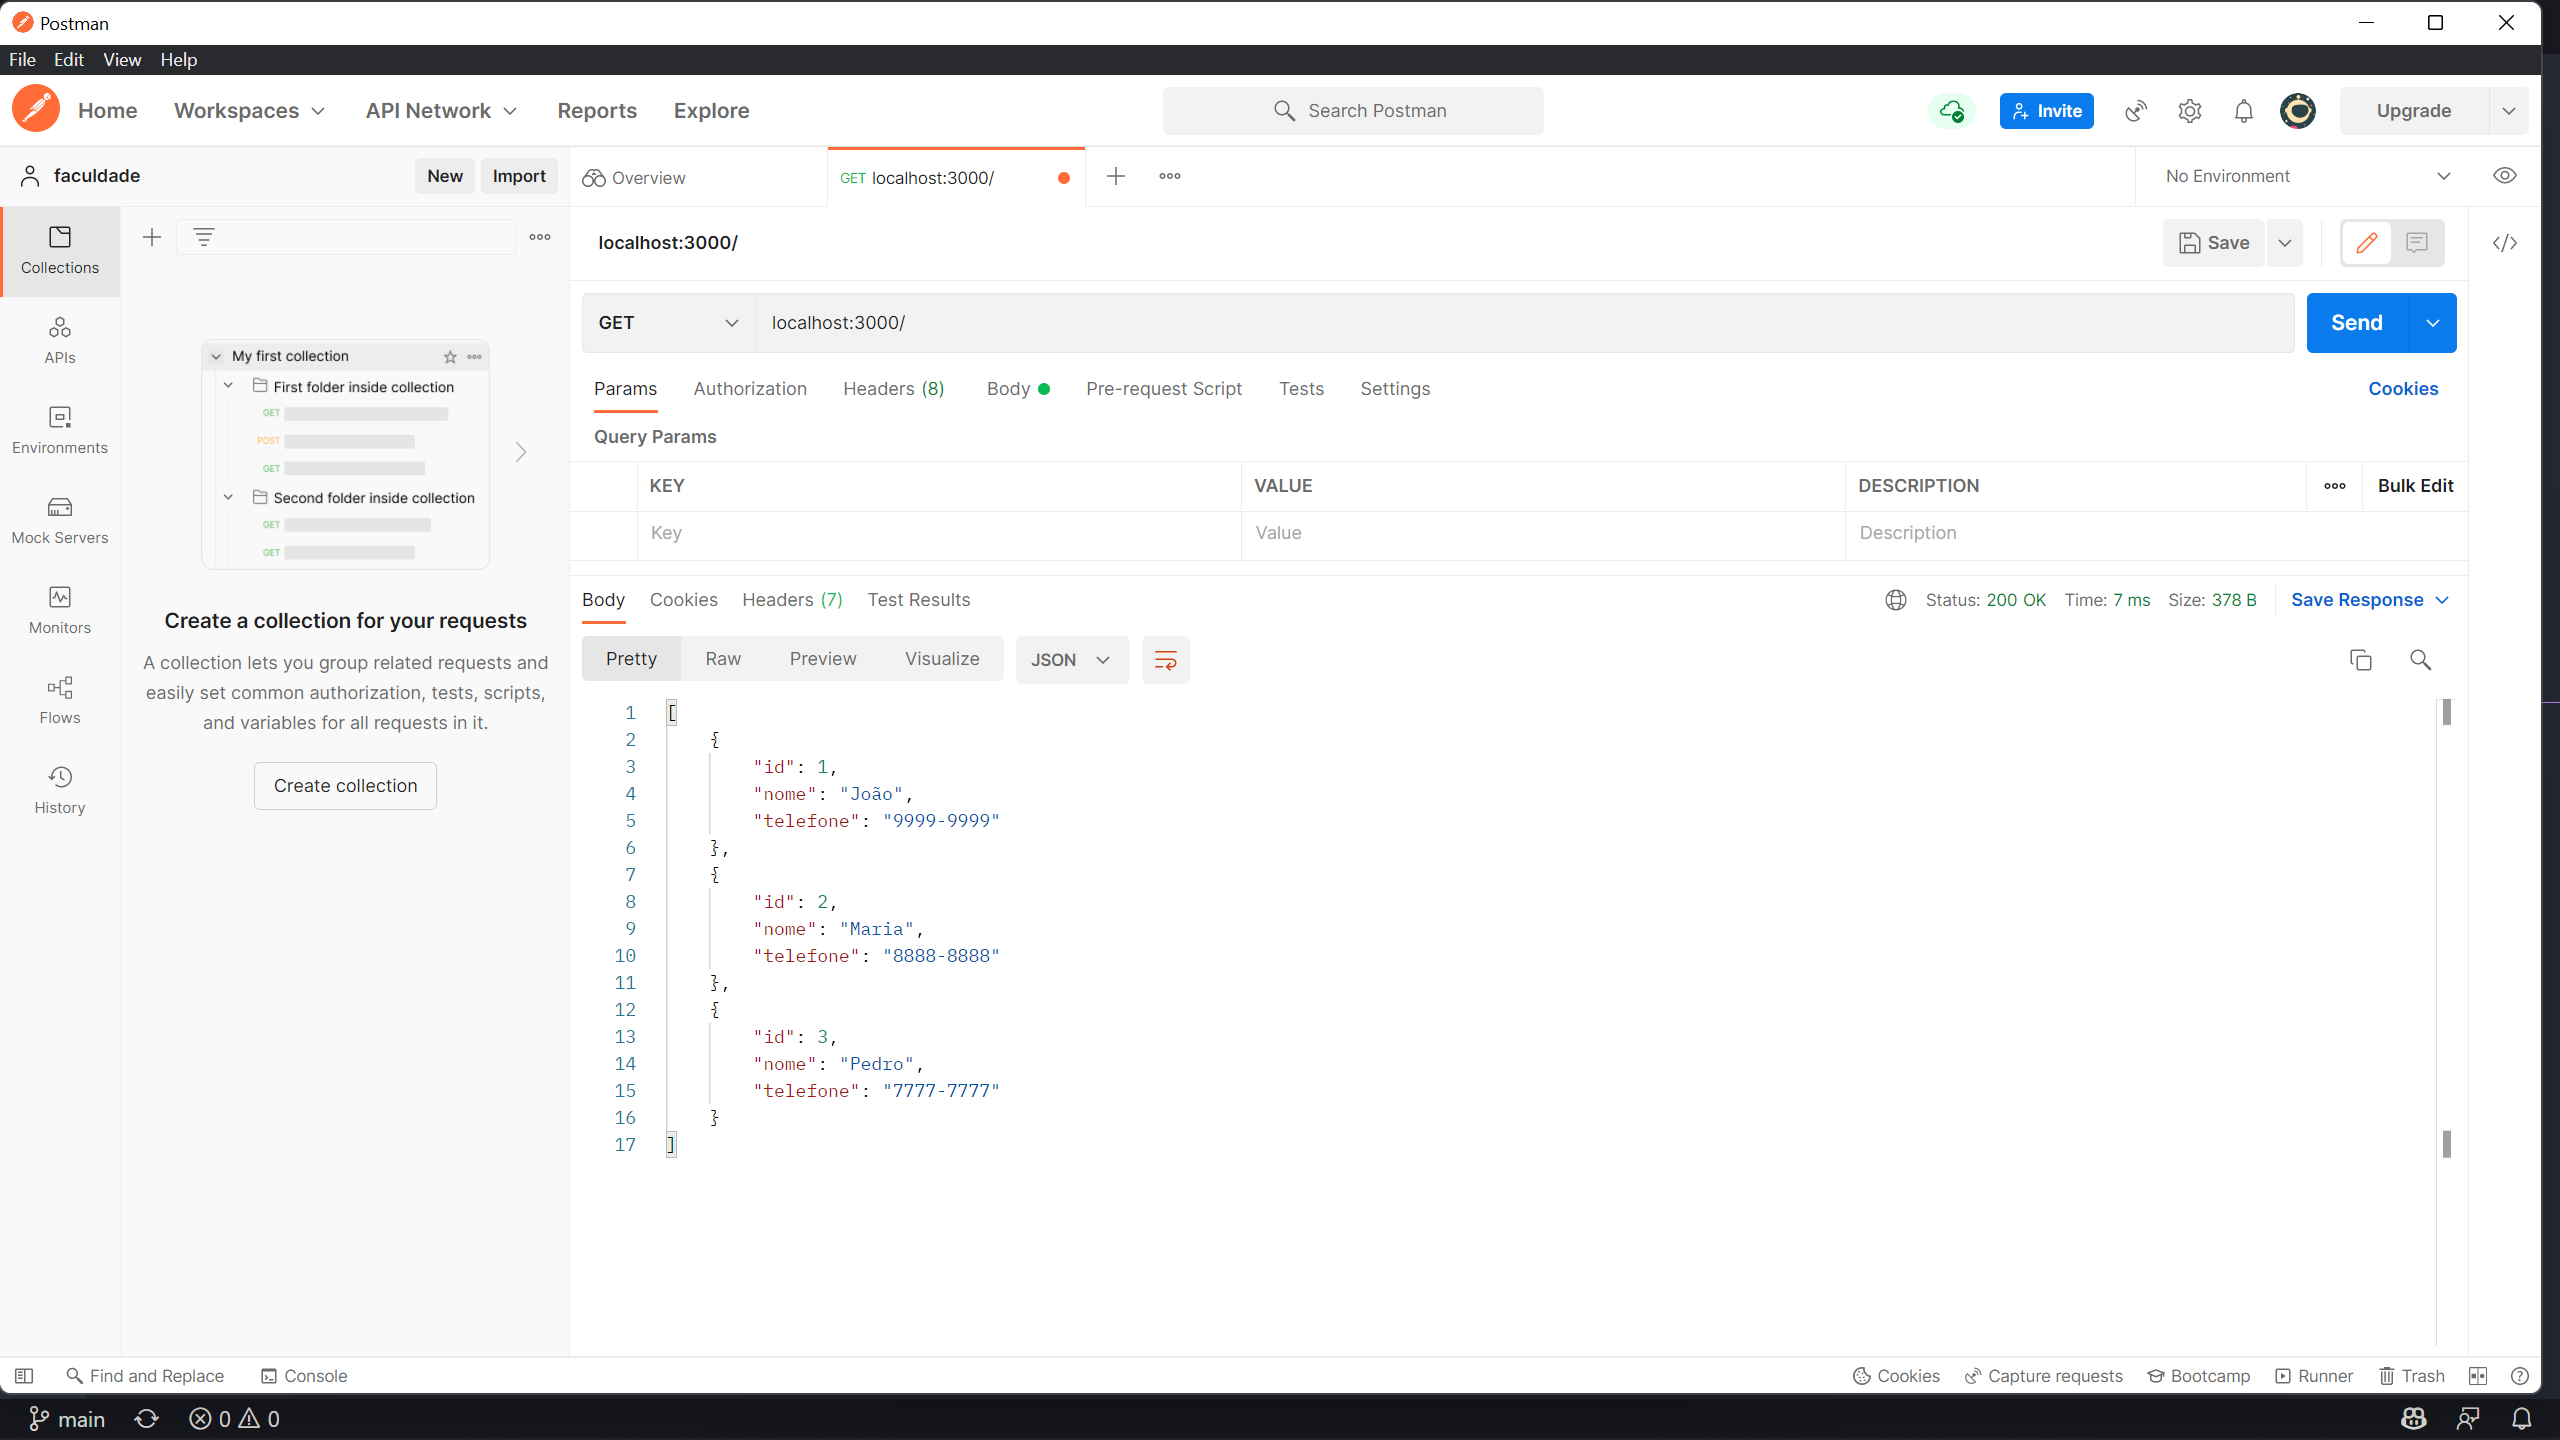 Postman
File Edit View Help
Home Workspaces API Network Reports Explore
Search Postman
Invite
Upgrade
faculdade
New Import
Overview
GET localhost:3000/
No Environment
Collections
APIs
Environments
Mock Servers
Monitors
Flows
History
My first collection
First folder inside collection
GET
POST
GET
Second folder inside collection
GET
GET
Create a collection for your requests
A collection lets you group related requests and
easily set common authorization, tests, scripts,
and variables for all requests in it.
Create collection
localhost:3000/
Save
GET localhost:3000/
Send
Params Authorization Headers (8) Body Pre-request Script Tests Settings
Cookies
Query Params
KEY VALUE DESCRIPTION Bulk Edit
Key Value Description
Body Cookies Headers (7) Test Results
Status: 200 OK Time: 7 ms Size: 378 B Save Response
Pretty Raw Preview Visualize JSON
1 [
2 {
3 "id": 1,
4 "nome": "João",
5 "telefone": "9999-9999"
6 },
7 {
8 "id": 2,
9 "nome": "Maria",
10 "telefone": "8888-8888"
11 },
12 {
13 "id": 3,
14 "nome": "Pedro",
15 "telefone": "7777-7777"
16 }
17 ]
Find and Replace Console
Cookies Capture requests Bootcamp Runner Trash
main 0 0